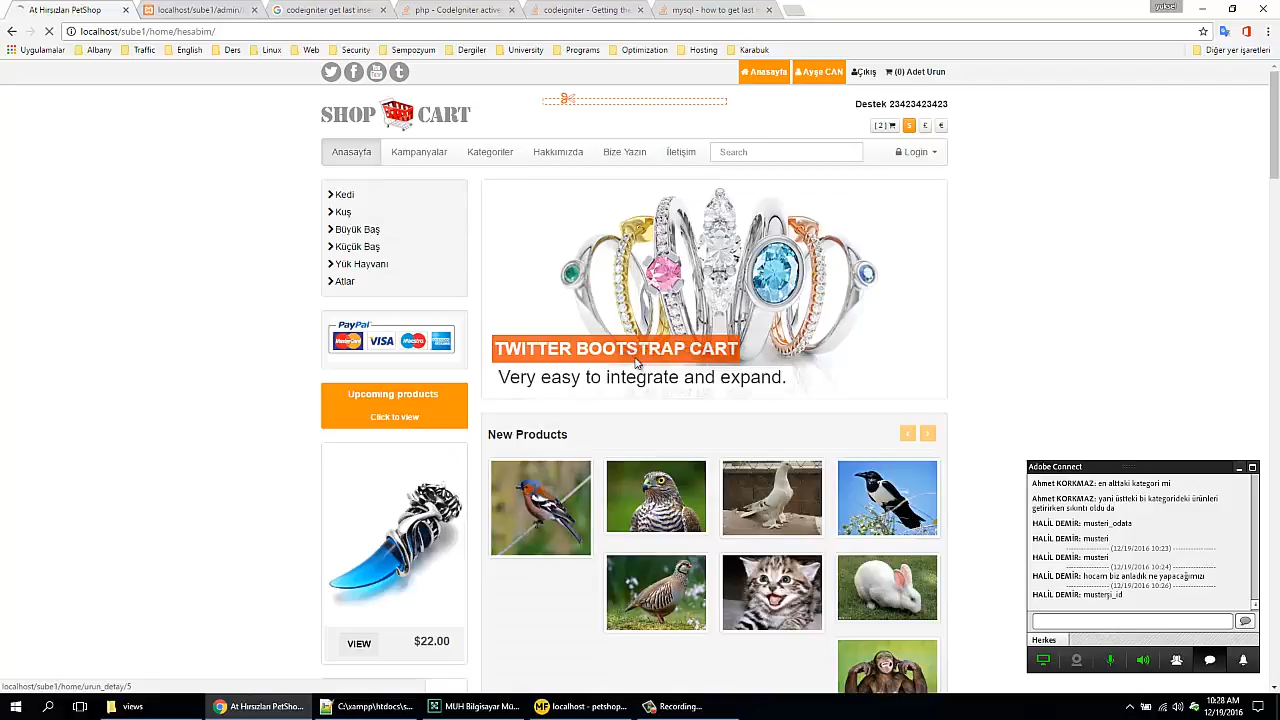 At Hırsızları PetShop
localhost/sube1/admin/
codeigniter get last inse
php - CodeIgniter active
codeigniter - Getting the
mysql - how to get last
yuksel
localhost/sube1/home/hesabim/
Uygulamalar Albany Traffic English Ders Linux Web Security Sempozyum Dergiler University Programs Optimization Hosting Karabuk Diğer yer işaretleri
Anasayfa Ayşe CAN Çıkış (0) Adet Urun
SHOP CART
Destek 23423423423
[ 2 ] $ £ €
Anasayfa Kampanyalar Kategoriler Hakkımızda Bize Yazın İletişim Search Login
Kedi
Kuş
Büyük Baş
Küçük Baş
Yük Hayvanı
Atlar
PayPal
MasterCard VISA Maestro
Upcoming products
Click to view
VIEW $22.00
TWITTER BOOTSTRAP CART
Very easy to integrate and expand.
New Products
Adobe Connect
Ahmet KORKMAZ: en alttaki kategori mi
Ahmet KORKMAZ: yani üstteki bi kategorideki ürünleri
getirirken sıkıntı oldu da
HALİL DEMİR: musteri_odata
HALİL DEMİR: musteri
(12/19/2016 10:23)
HALİL DEMİR: musteri
(12/19/2016 10:24)
HALİL DEMİR: hocam biz anladık ne yapacağımızı
(12/19/2016 10:26)
HALİL DEMİR: musterşi_id
Herkes
localhost/sube1/home/urun_detay/5
views
At Hırsızları PetSho...
C:\xampp\htdocs\s...
MUH Bilgisayar Mü...
localhost - petshop...
Recording...
10:28 AM
12/19/2016